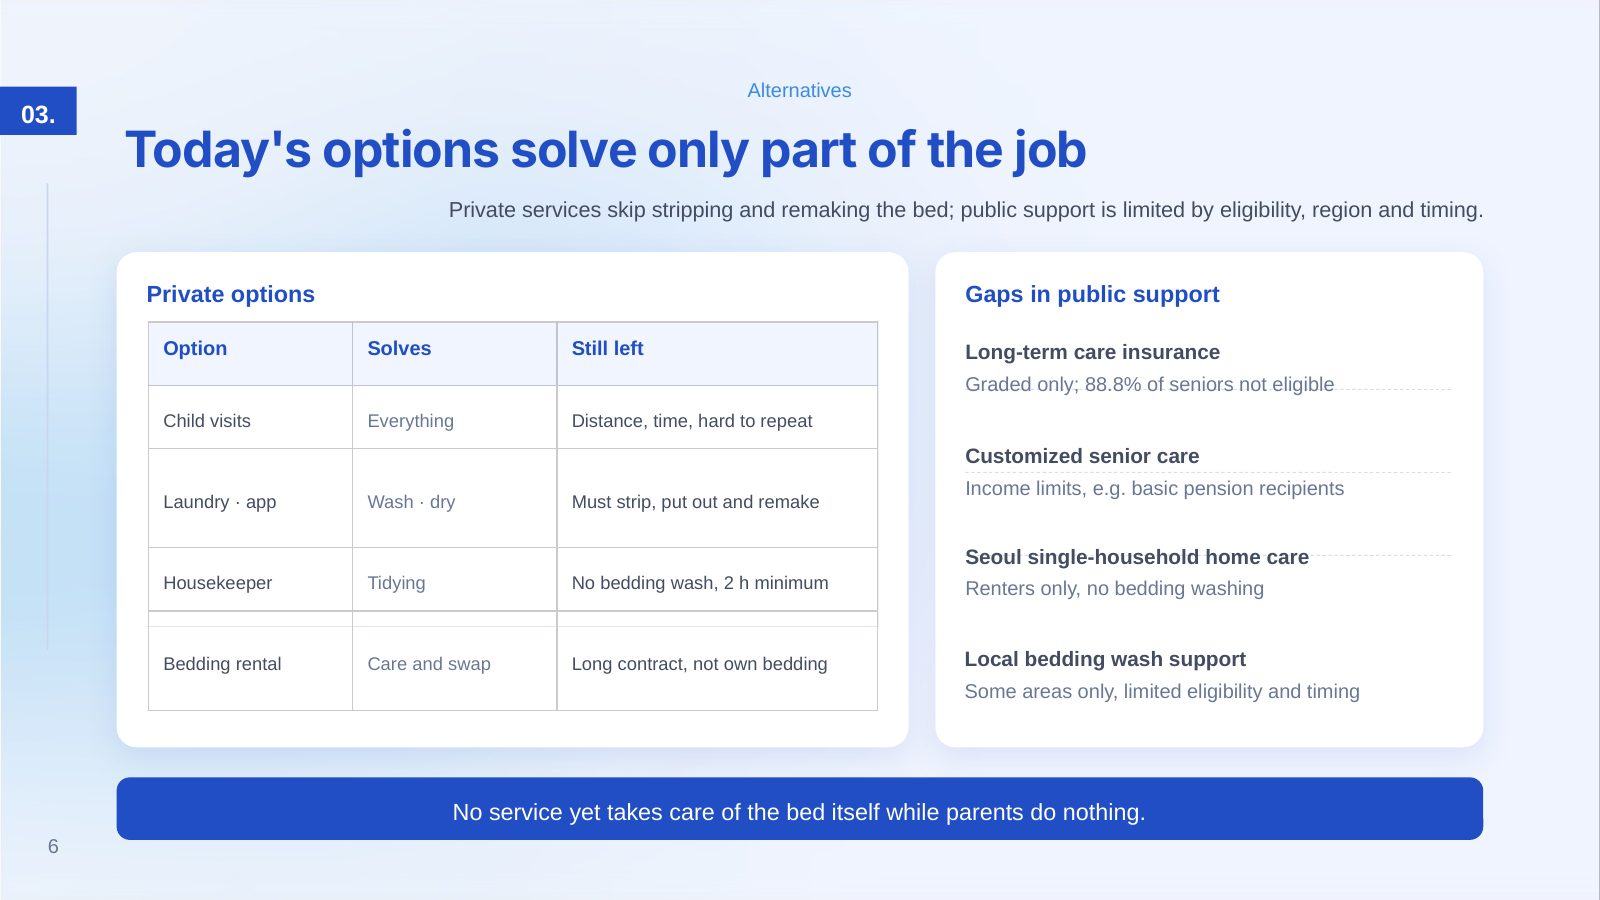 Alternatives
03.
Today's options solve only part of the job
Private services skip stripping and remaking the bed; public support is limited by eligibility, region and timing.
Private options
Option Solves Still left
Child visits Everything Distance, time, hard to repeat
Laundry · app Wash · dry Must strip, put out and remake
Housekeeper Tidying No bedding wash, 2 h minimum
Bedding rental Care and swap Long contract, not own bedding
Gaps in public support
Long-term care insurance
Graded only; 88.8% of seniors not eligible
Customized senior care
Income limits, e.g. basic pension recipients
Seoul single-household home care
Renters only, no bedding washing
Local bedding wash support
Some areas only, limited eligibility and timing
No service yet takes care of the bed itself while parents do nothing.
6